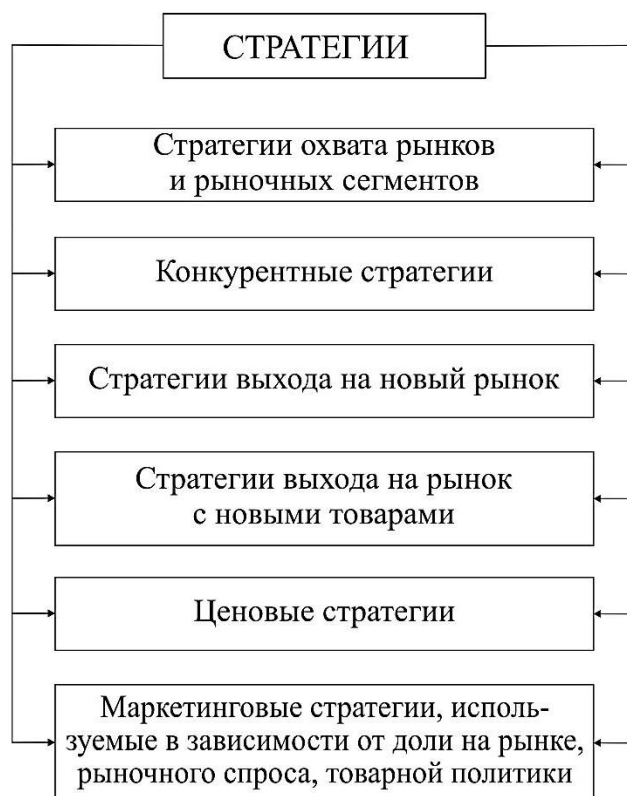 СТРАТЕГИИ
Стратегии охвата рынков
и рыночных сегментов
Конкурентные стратегии
Стратегии выхода на новый рынок
Стратегии выхода на рынок
с новыми товарами
Ценовые стратегии
Маркетинговые стратегии, исполь-
зуемые в зависимости от доли на рынке,
рыночного спроса, товарной политики